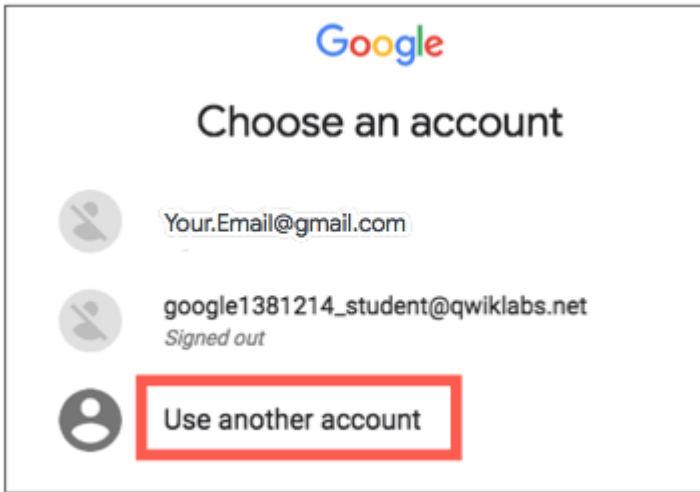 Google
Choose an account
Your.Email@gmail.com
google1381214_student@qwiklabs.net
Signed out
Use another account